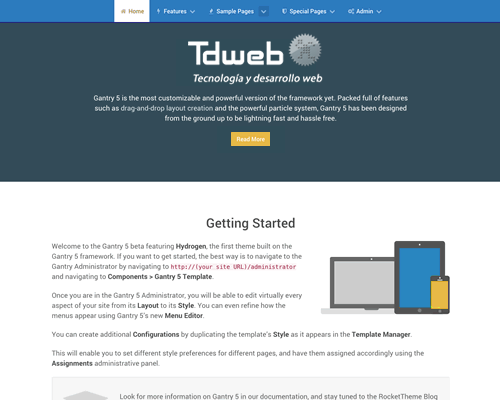 Home Features Sample Pages Special Pages Admin
Tdweb
Tecnología y desarrollo web
Gantry 5 is the most customizable and powerful version of the framework yet. Packed full of features
such as drag-and-drop layout creation and the powerful particle system, Gantry 5 has been designed
from the ground up to be lightning fast and hassle free.
Read More
Getting Started
Welcome to the Gantry 5 beta featuring Hydrogen, the first theme built on the
Gantry 5 framework. If you want to get started, the best way is to navigate to the
Gantry Administrator by navigating to http://(your site URL)/administrator
and navigating to Components > Gantry 5 Template.
Once you are in the Gantry 5 Administrator, you will be able to edit virtually every
aspect of your site from its Layout to its Style. You can even refine how the
menus appear using Gantry 5's new Menu Editor.
You can create additional Configurations by duplicating the template's Style as it appears in the Template Manager.
This will enable you to set different style preferences for different pages, and have them assigned accordingly using the
Assignments administrative panel.
Look for more information on Gantry 5 in our documentation, and stay tuned to the RocketTheme Blog